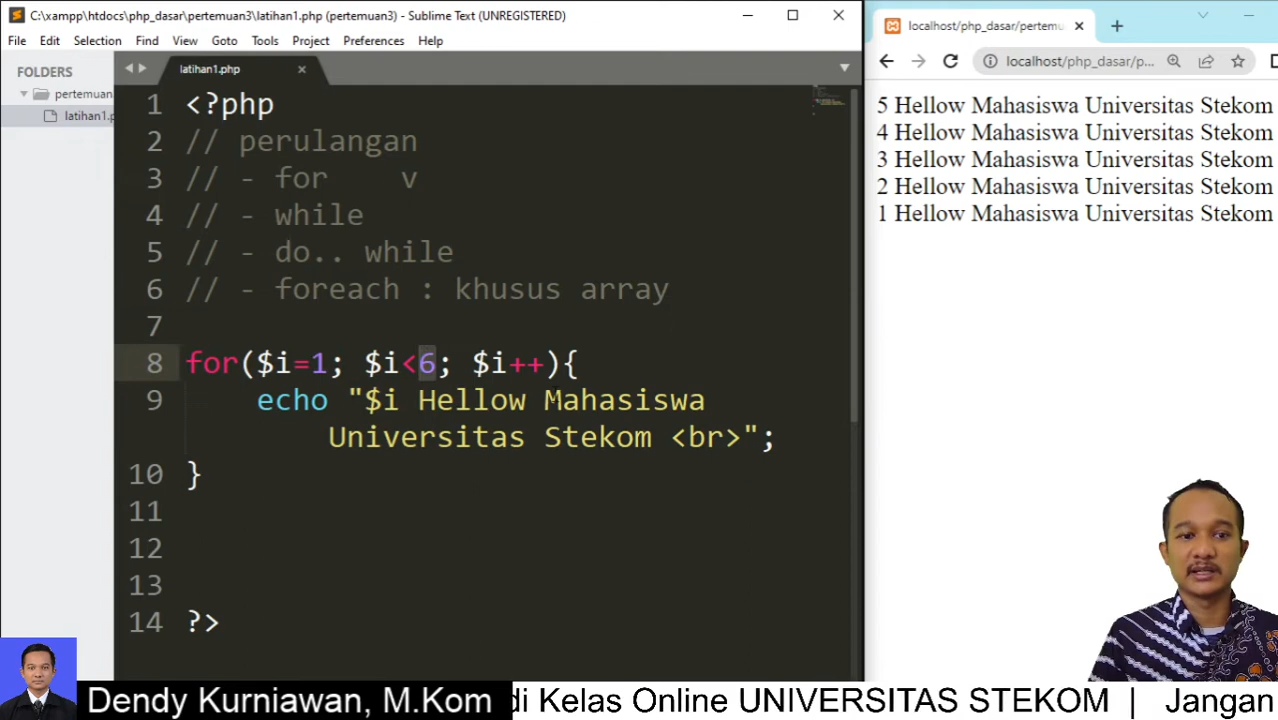 C:\xampp\htdocs\php_dasar\pertemuan3\latihan1.php (pertemuan3) - Sublime Text (UNREGISTERED)
File Edit Selection Find View Goto Tools Project Preferences Help
FOLDERS
pertemuan
latihan1.p
latihan1.php
1 <?php
2 // perulangan
3 // - for    v
4 // - while
5 // - do.. while
6 // - foreach : khusus array
7
8 for($i=1; $i<6; $i++){
9 echo "$i Hellow Mahasiswa
Universitas Stekom <br>";
10 }
11
12
13
14 ?>
localhost/php_dasar/pertemu
localhost/php_dasar/p...
5 Hellow Mahasiswa Universitas Stekom
4 Hellow Mahasiswa Universitas Stekom
3 Hellow Mahasiswa Universitas Stekom
2 Hellow Mahasiswa Universitas Stekom
1 Hellow Mahasiswa Universitas Stekom
Dendy Kurniawan, M.Kom
di Kelas Online UNIVERSITAS STEKOM | Jangan